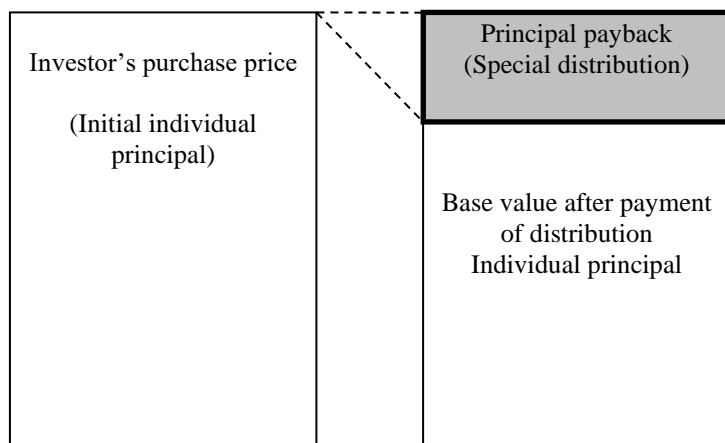 Investor’s purchase price
(Initial individual
principal)
Principal payback
(Special distribution)
Base value after payment
of distribution
Individual principal